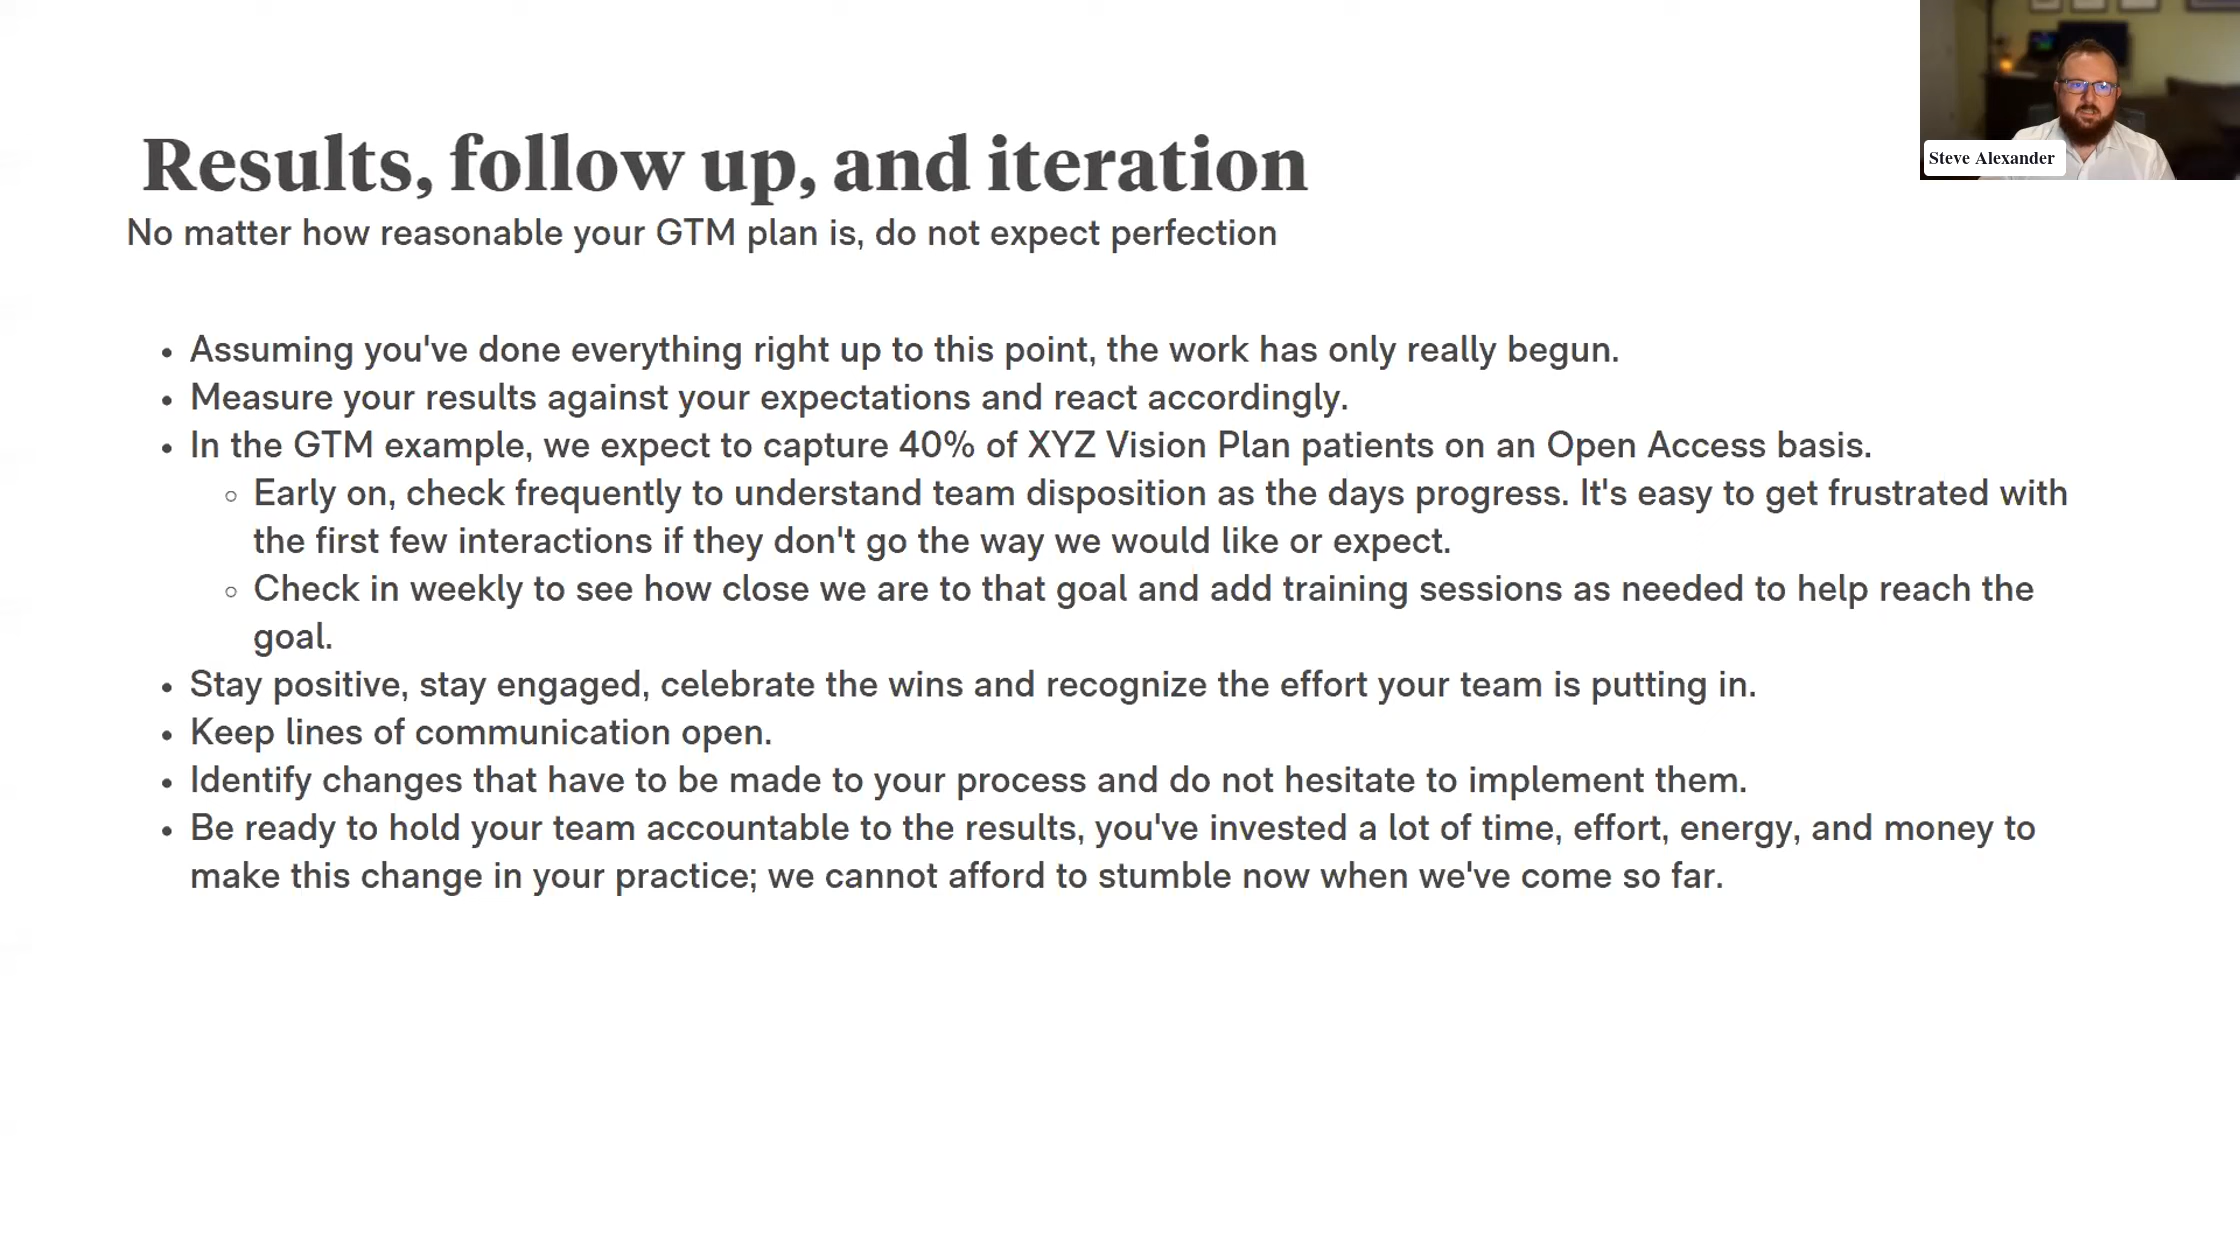 Results, follow up, and iteration
Steve Alexander
No matter how reasonable your GTM plan is, do not expect perfection
• Assuming you've done everything right up to this point, the work has only really begun.
• Measure your results against your expectations and react accordingly.
• In the GTM example, we expect to capture 40% of XYZ Vision Plan patients on an Open Access basis.
◦ Early on, check frequently to understand team disposition as the days progress. It's easy to get frustrated with
the first few interactions if they don't go the way we would like or expect.
◦ Check in weekly to see how close we are to that goal and add training sessions as needed to help reach the
goal.
• Stay positive, stay engaged, celebrate the wins and recognize the effort your team is putting in.
• Keep lines of communication open.
• Identify changes that have to be made to your process and do not hesitate to implement them.
• Be ready to hold your team accountable to the results, you've invested a lot of time, effort, energy, and money to
make this change in your practice; we cannot afford to stumble now when we've come so far.